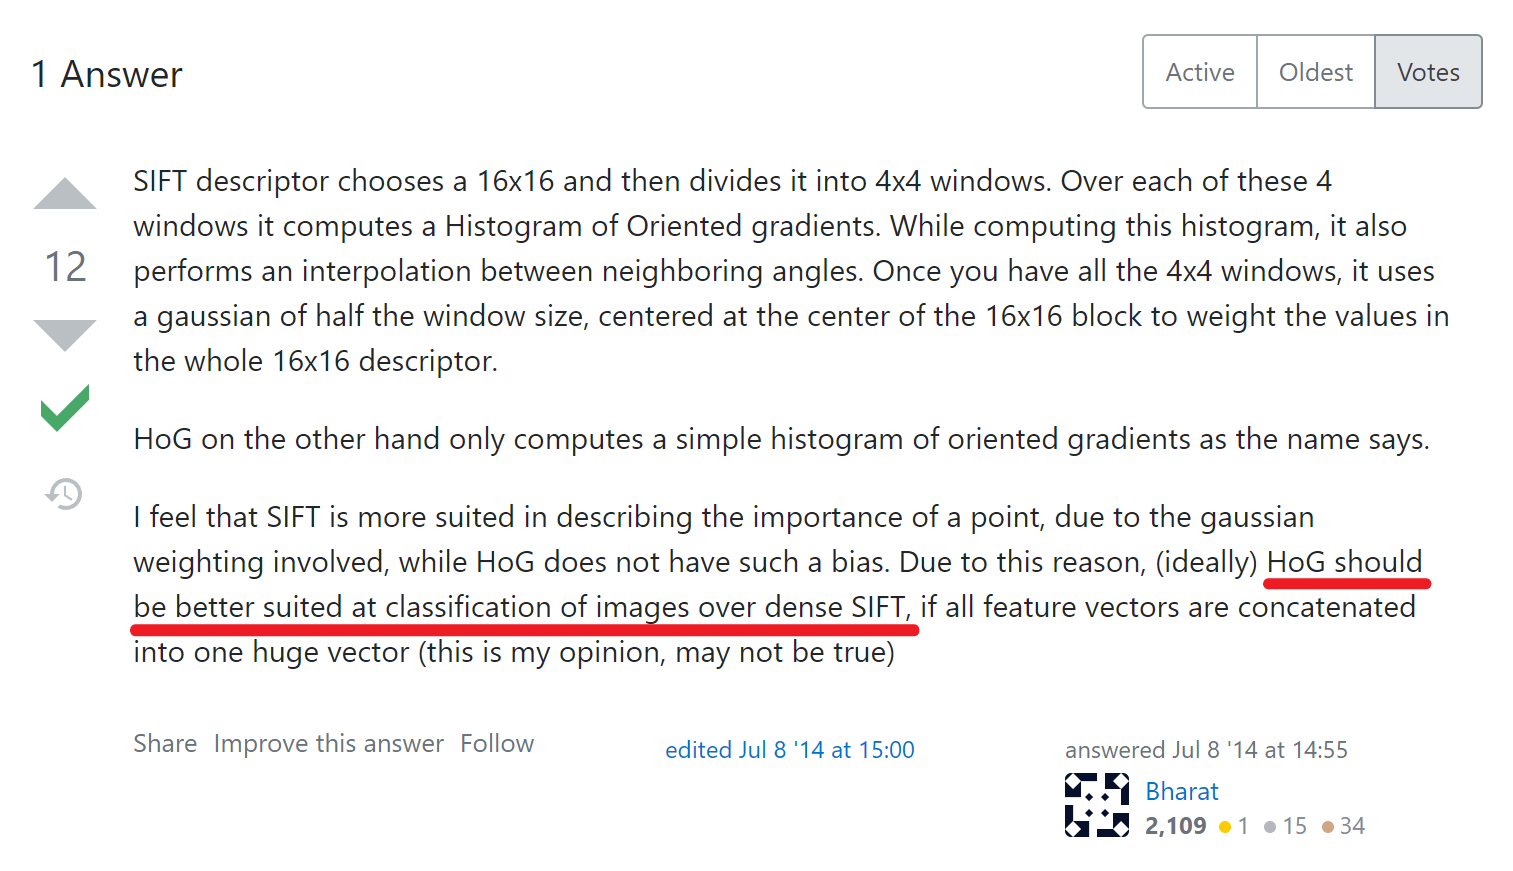 1 Answer
Active Oldest Votes
SIFT descriptor chooses a 16x16 and then divides it into 4x4 windows. Over each of these 4
windows it computes a Histogram of Oriented gradients. While computing this histogram, it also
performs an interpolation between neighboring angles. Once you have all the 4x4 windows, it uses
a gaussian of half the window size, centered at the center of the 16x16 block to weight the values in
the whole 16x16 descriptor.
12
HoG on the other hand only computes a simple histogram of oriented gradients as the name says.
I feel that SIFT is more suited in describing the importance of a point, due to the gaussian
weighting involved, while HoG does not have such a bias. Due to this reason, (ideally) HoG should
be better suited at classification of images over dense SIFT, if all feature vectors are concatenated
into one huge vector (this is my opinion, may not be true)
Share Improve this answer Follow
edited Jul 8 '14 at 15:00
answered Jul 8 '14 at 14:55
Bharat
2,109 1 15 34